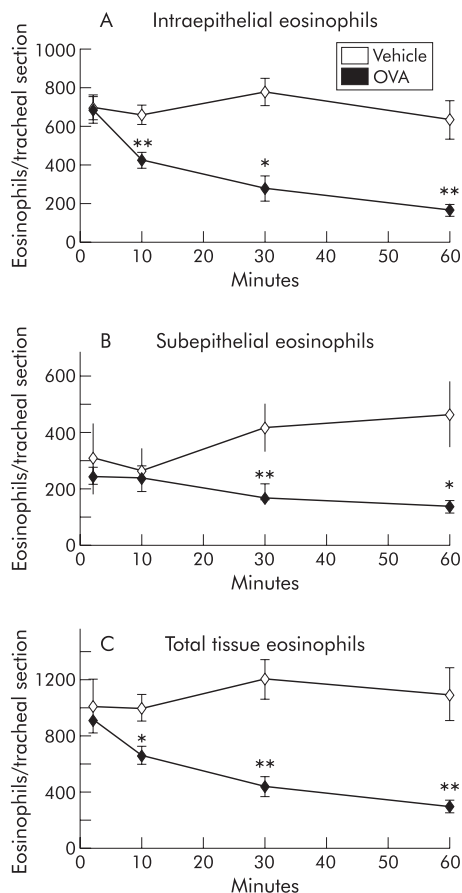 A Intraepithelial eosinophils
Vehicle
OVA
Eosinophils/tracheal section
1000
800
600
400
200
0
**
*
**
0 10 20 30 40 50 60
Minutes
B Subepithelial eosinophils
Eosinophils/tracheal section
600
400
200
0
**
*
0 10 20 30 40 50 60
Minutes
C Total tissue eosinophils
Eosinophils/tracheal section
1200
800
400
0
*
**
**
0 10 20 30 40 50 60
Minutes